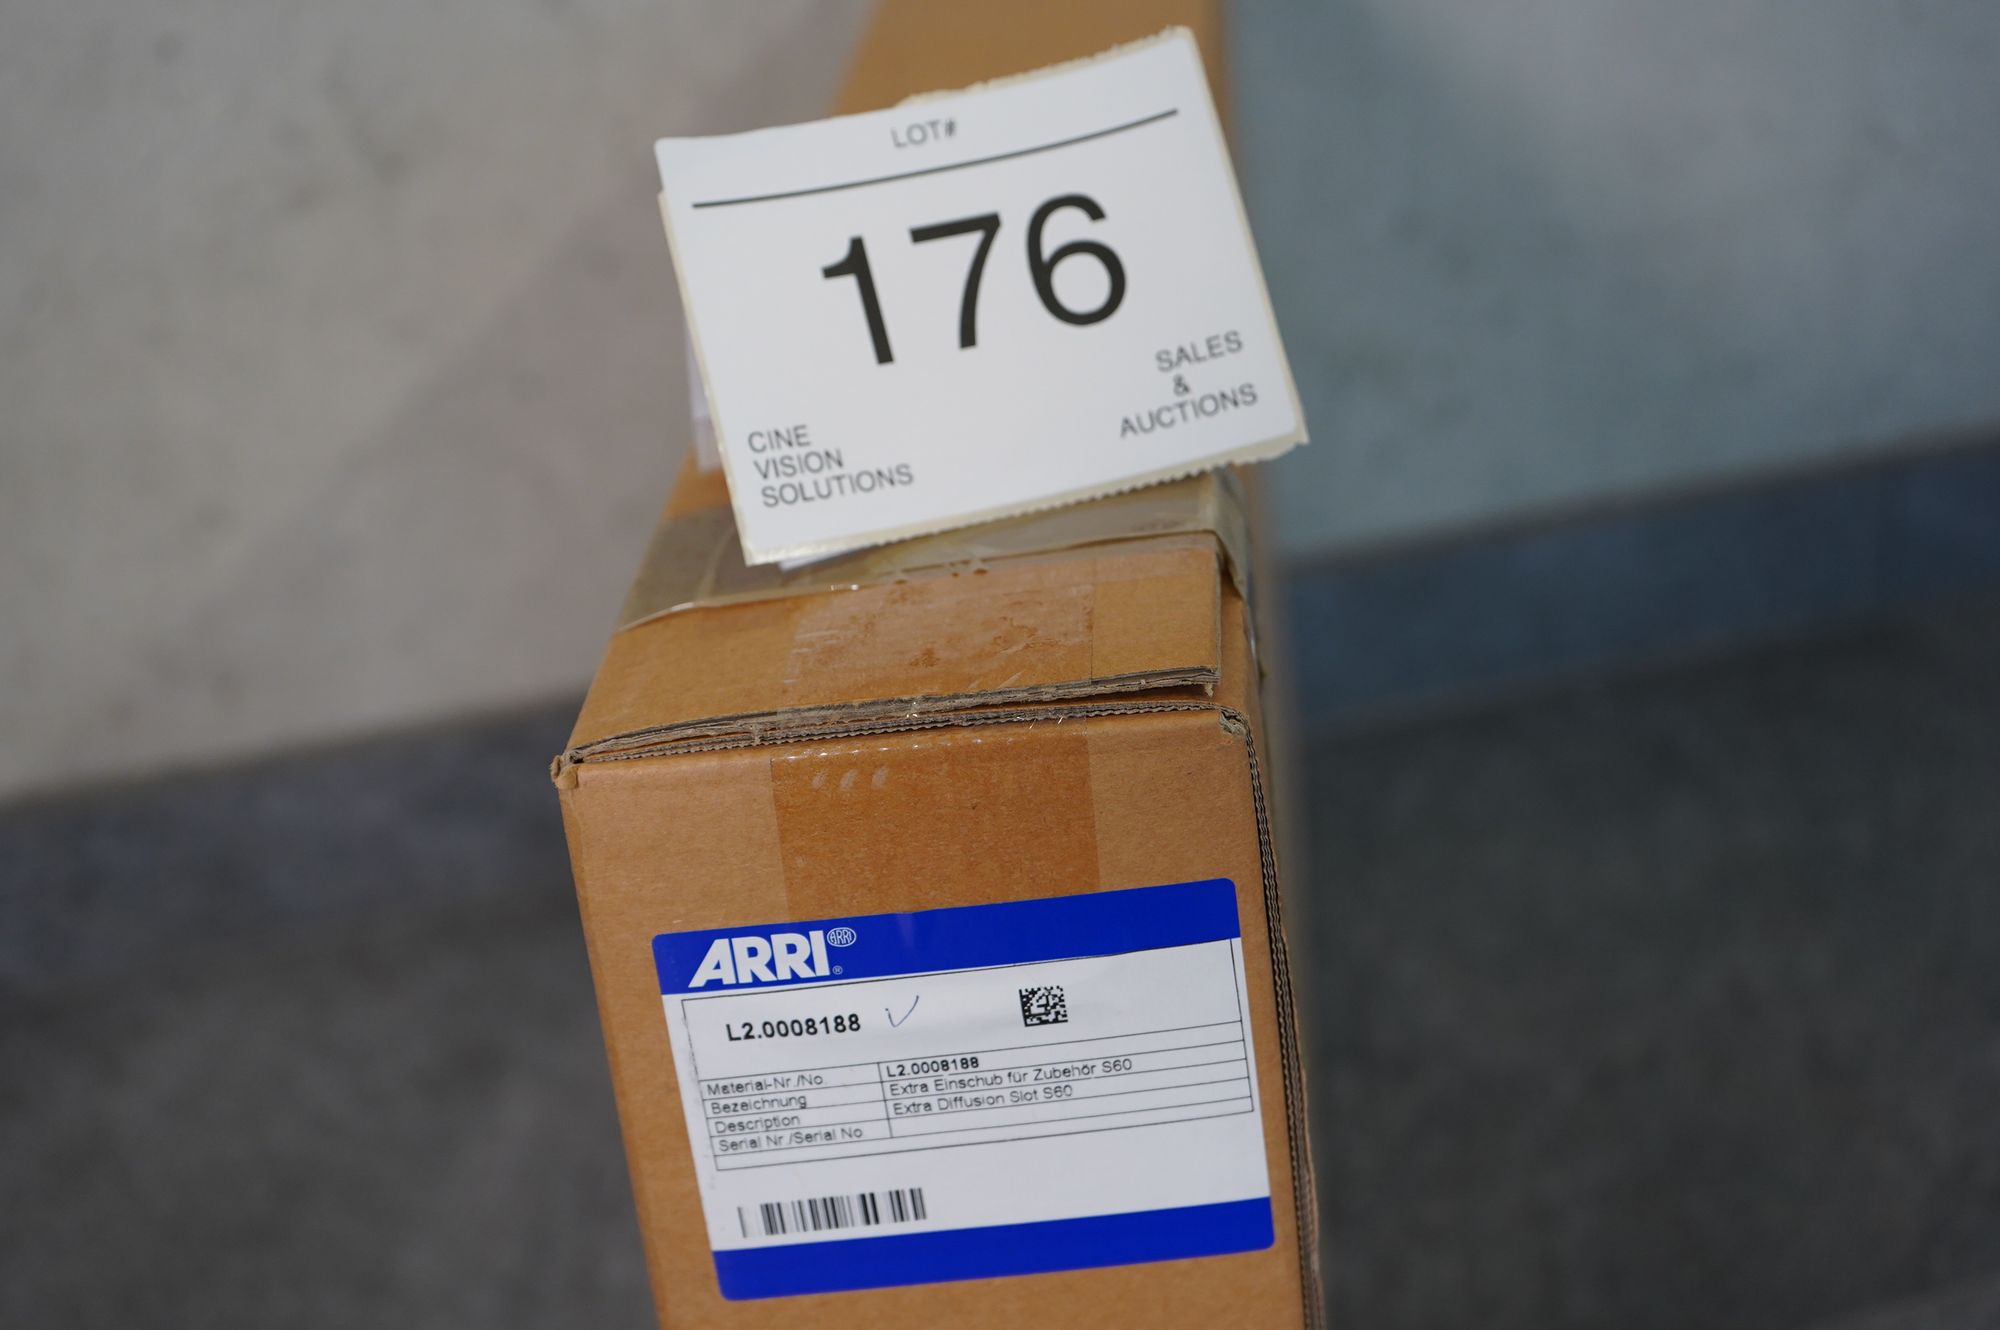 LOT#
176
CINE
VISION
SOLUTIONS
SALES
&
AUCTIONS
ARRI ARRI
®
L2.0008188
Material-Nr./No. L2.0008188
Bezeichnung Extra Einschub für Zubehör S60
Description Extra Diffusion Slot S60
Serial Nr./Serial No